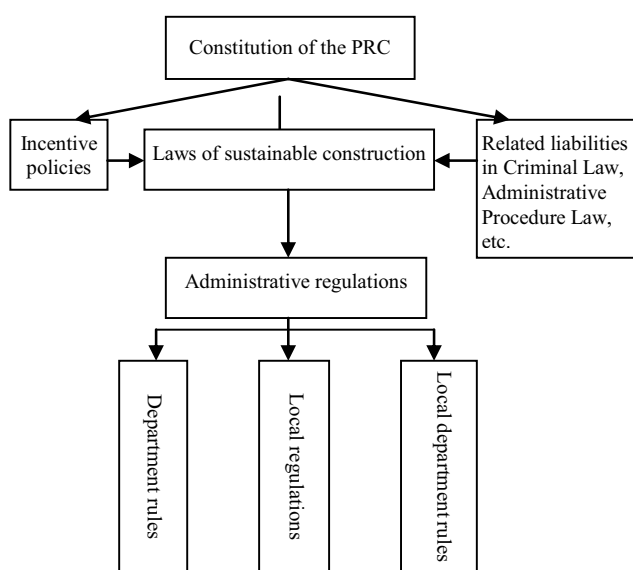 Constitution of the PRC
Incentive
policies
Laws of sustainable construction
Related liabilities
in Criminal Law,
Administrative
Procedure Law,
etc.
Administrative regulations
Department rules
Local regulations
Local department rules